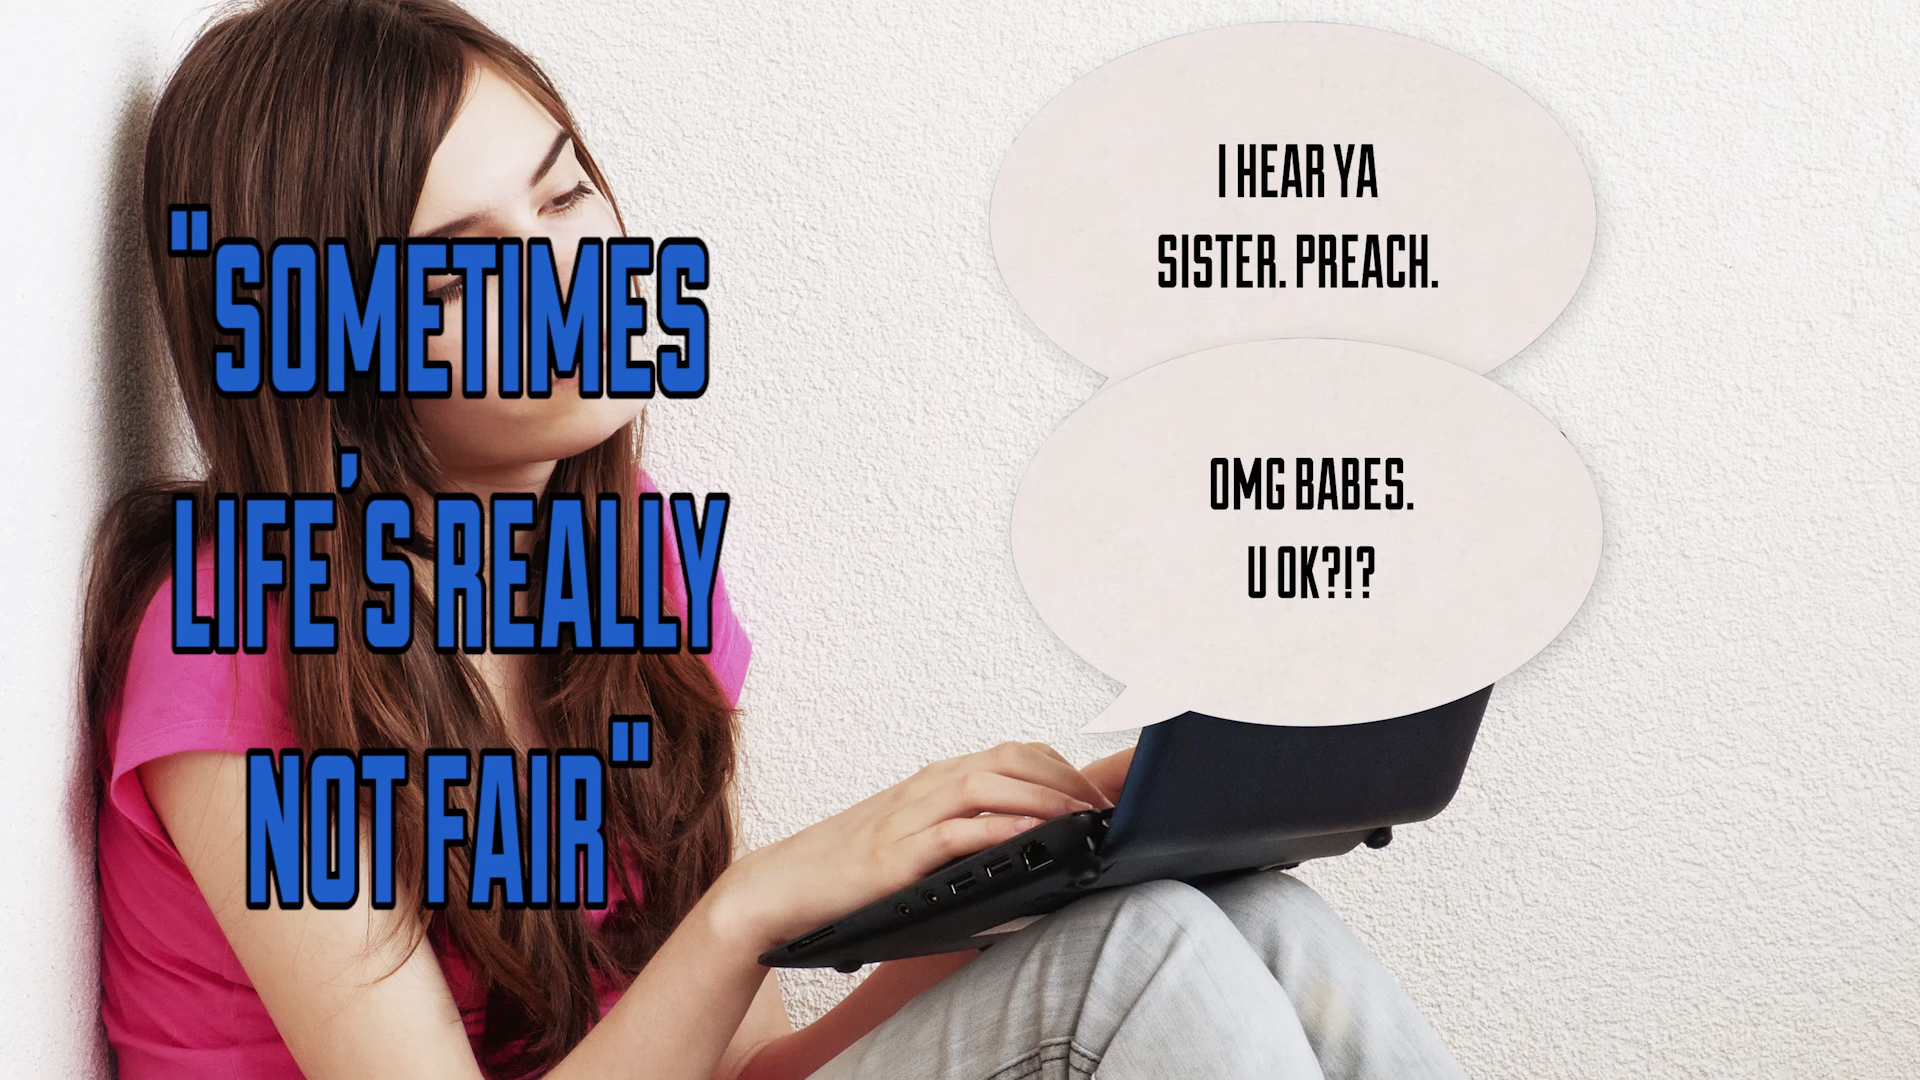 "SOMETIMES
LIFE'S REALLY
NOT FAIR"
I HEAR YA
SISTER. PREACH.
OMG BABES.
U OK?!?